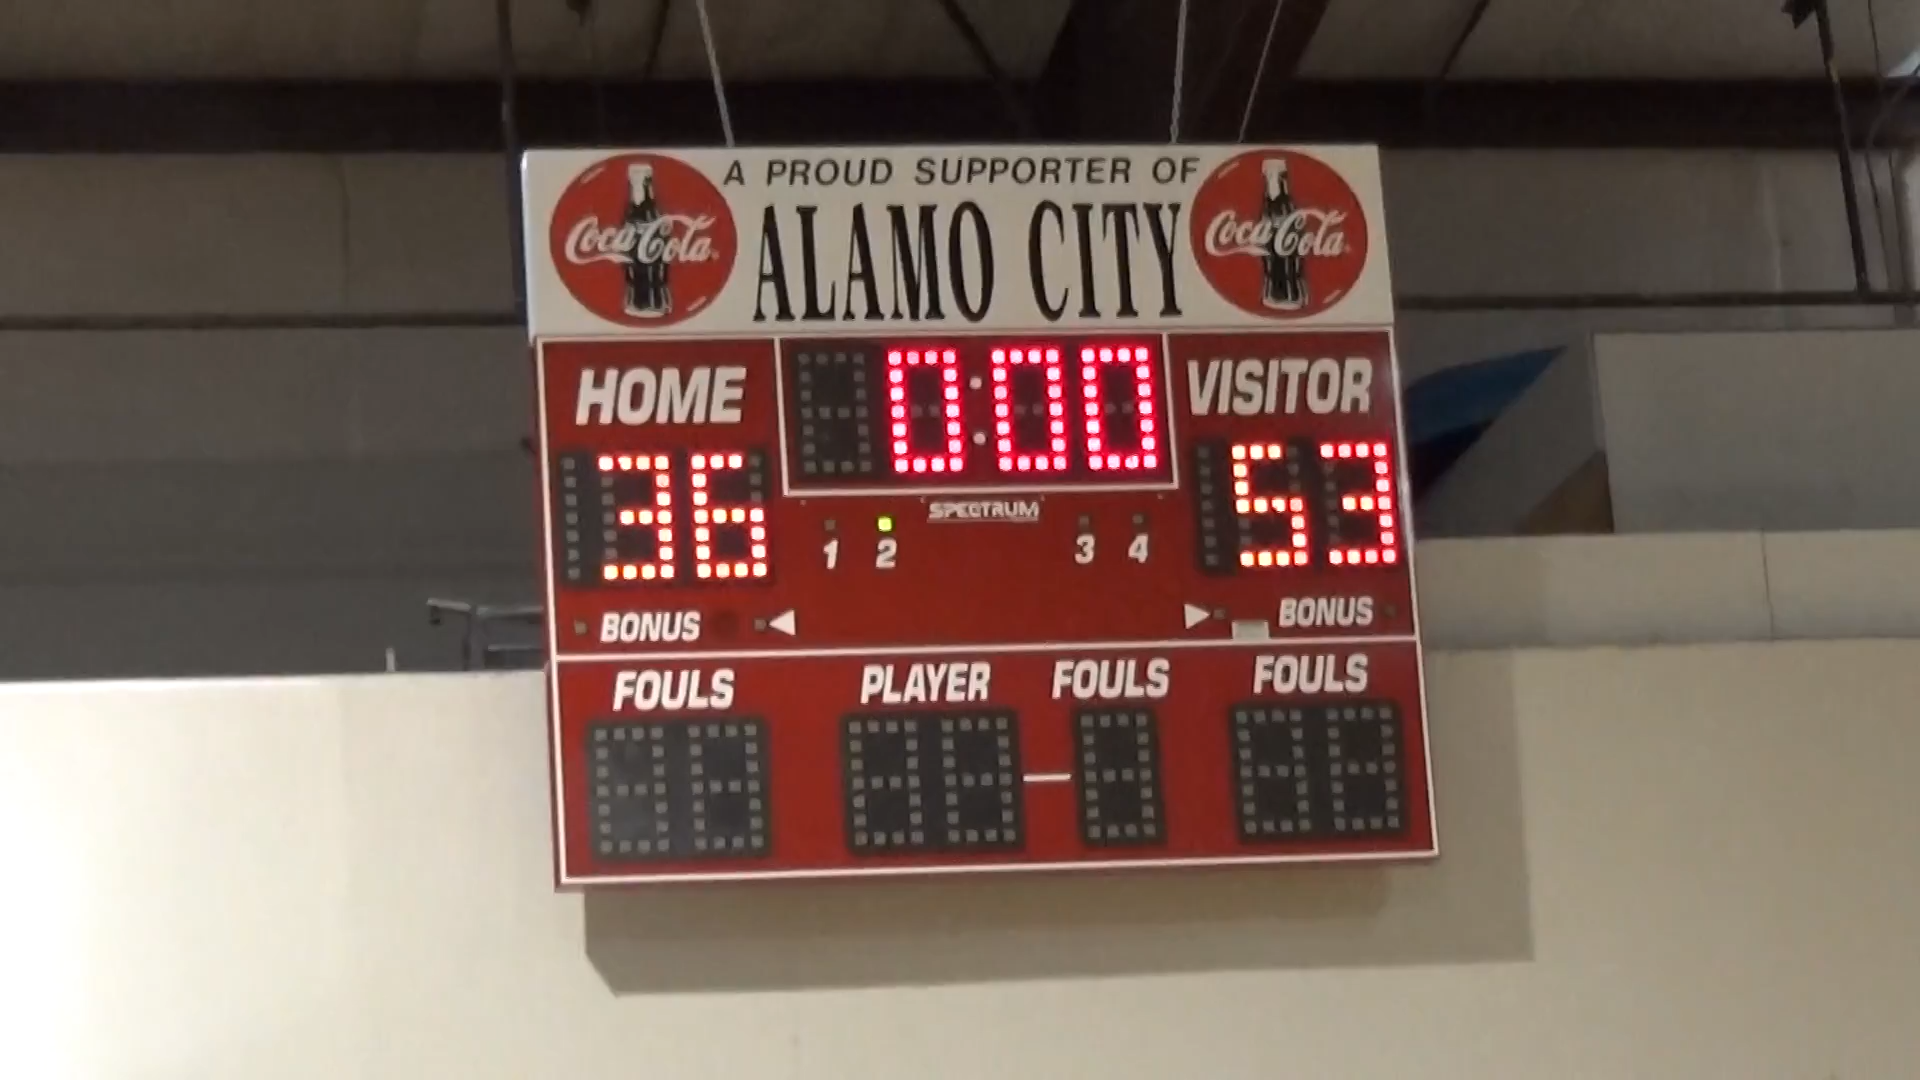 A PROUD SUPPORTER OF
Coca-Cola ALAMO CITY Coca-Cola
HOME 0:00 VISITOR
36 53
SPECTRUM
1 2 3 4
BONUS BONUS
FOULS PLAYER FOULS FOULS